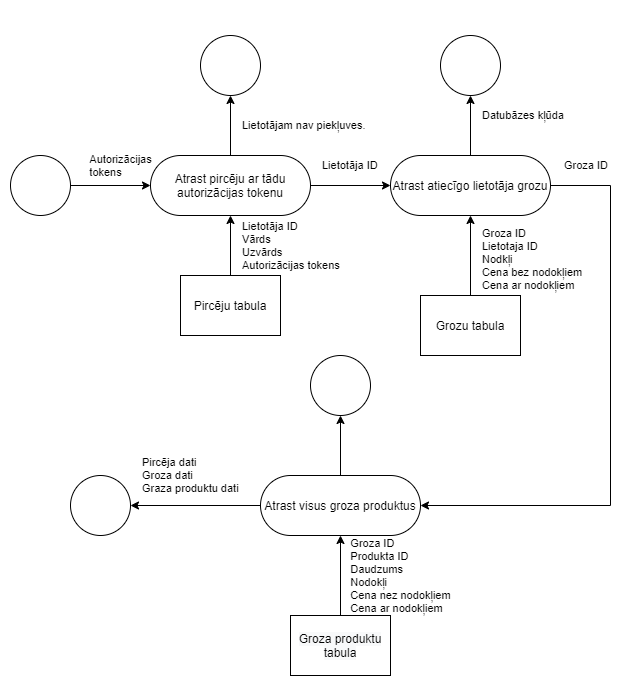 Lietotājam nav piekļuves.
Datubāzes kļūda
Autorizācijas
tokens
Atrast pircēju ar tādu
autorizācijas tokenu
Lietotāja ID
Atrast atiecīgo lietotāja grozu
Groza ID
Lietotāja ID
Vārds
Uzvārds
Autorizācijas tokens
Groza ID
Lietotaja ID
Nodkļi
Cena bez nodokļiem
Cena ar nodokļiem
Pircēju tabula
Grozu tabula
Pircēja dati
Groza dati
Graza produktu dati
Atrast visus groza produktus
Groza ID
Produkta ID
Daudzums
Nodokļi
Cena ņez nodokļiem
Cena ar nodokļiem
Groza produktu
tabula